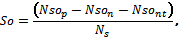 So = (Nso_p − Nso_n − Nso_nt) / N_s ,